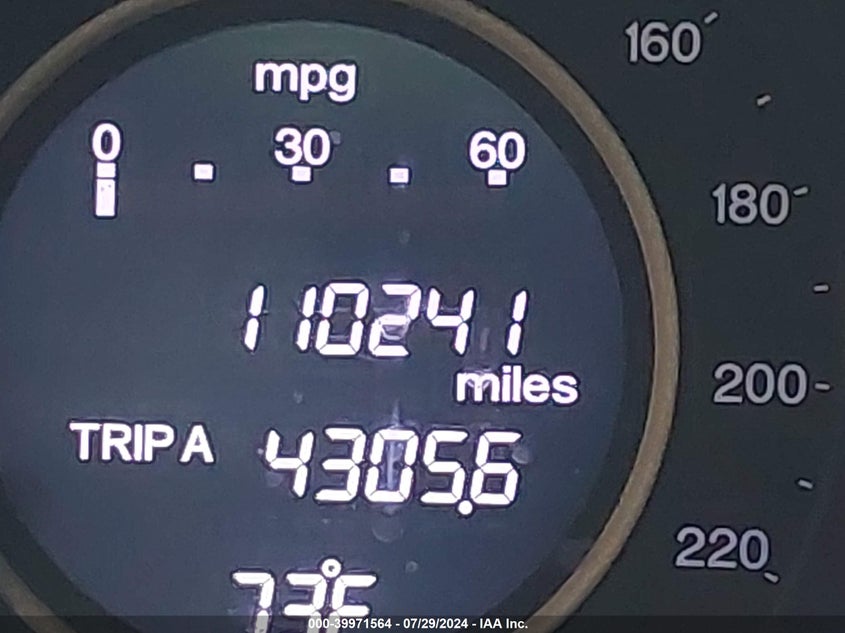 160
mpg
0 30 60
180
110241
miles
200
TRIP A 4305.6
220
73°F
000-39971564 - 07/29/2024 - IAA Inc.